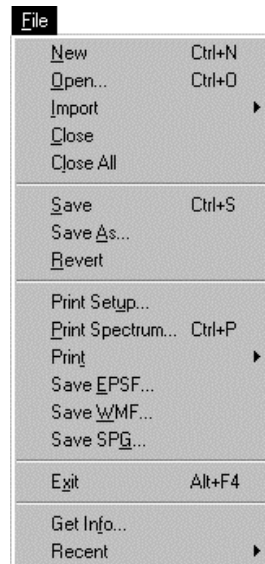 File
New Ctrl+N
Open... Ctrl+O
Import
Close
Close All
Save Ctrl+S
Save As...
Revert
Print Setup...
Print Spectrum... Ctrl+P
Print
Save EPSF...
Save WMF...
Save SPG...
Exit Alt+F4
Get Info...
Recent